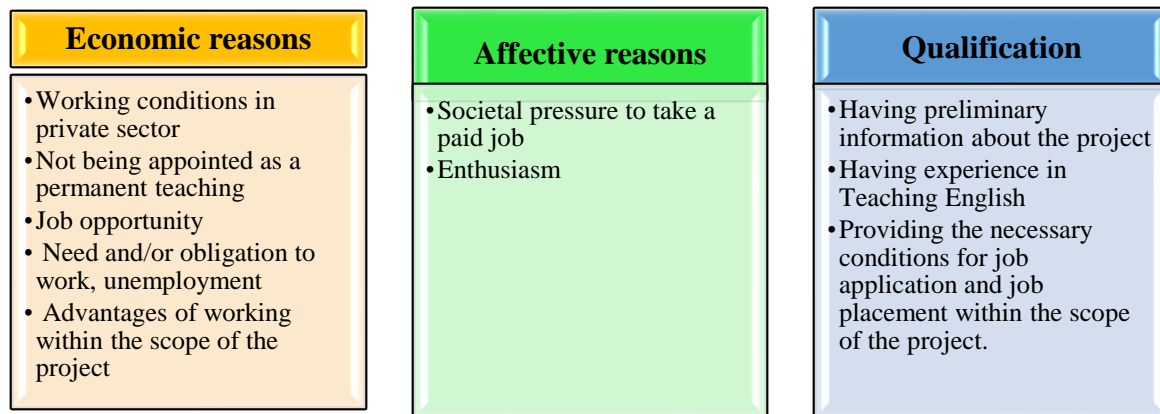 Economic reasons
•Working conditions in
private sector
•Not being appointed as a
permanent teaching
•Job opportunity
• Need and/or obligation to
work, unemployment
• Advantages of working
within the scope of the
project
Affective reasons
•Societal pressure to take a
paid job
•Enthusiasm
Qualification
•Having preliminary
information about the project
•Having experience in
Teaching English
•Providing the necessary
conditions for job
application and job
placement within the scope
of the project.